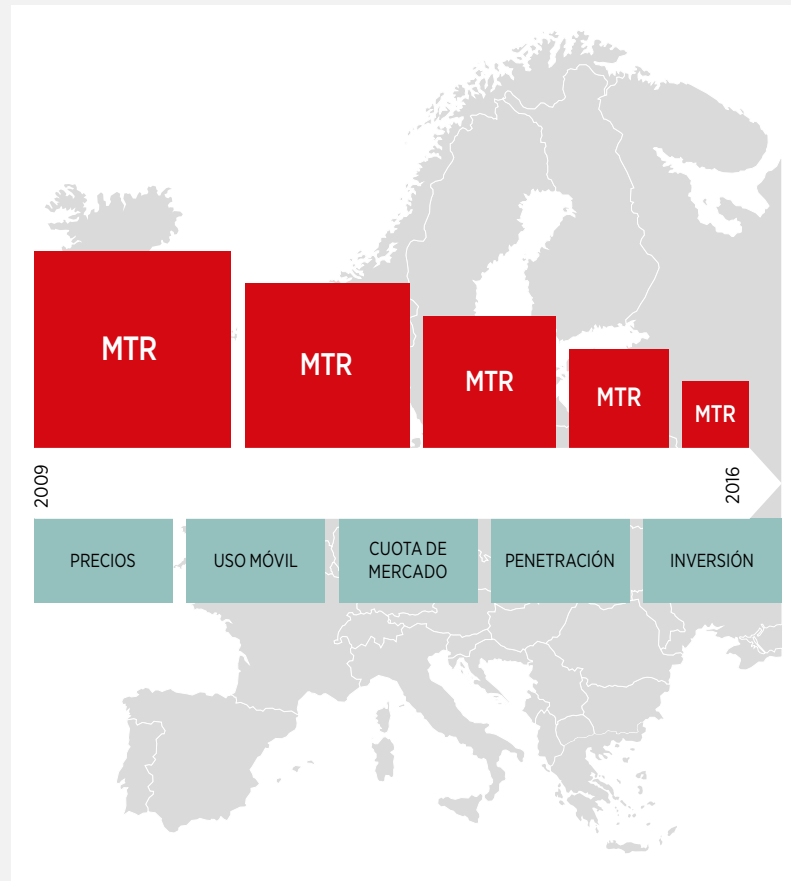 MTR
MTR
MTR
MTR
MTR
2009
2016
PRECIOS
USO MÓVIL
CUOTA DE
MERCADO
PENETRACIÓN
INVERSIÓN